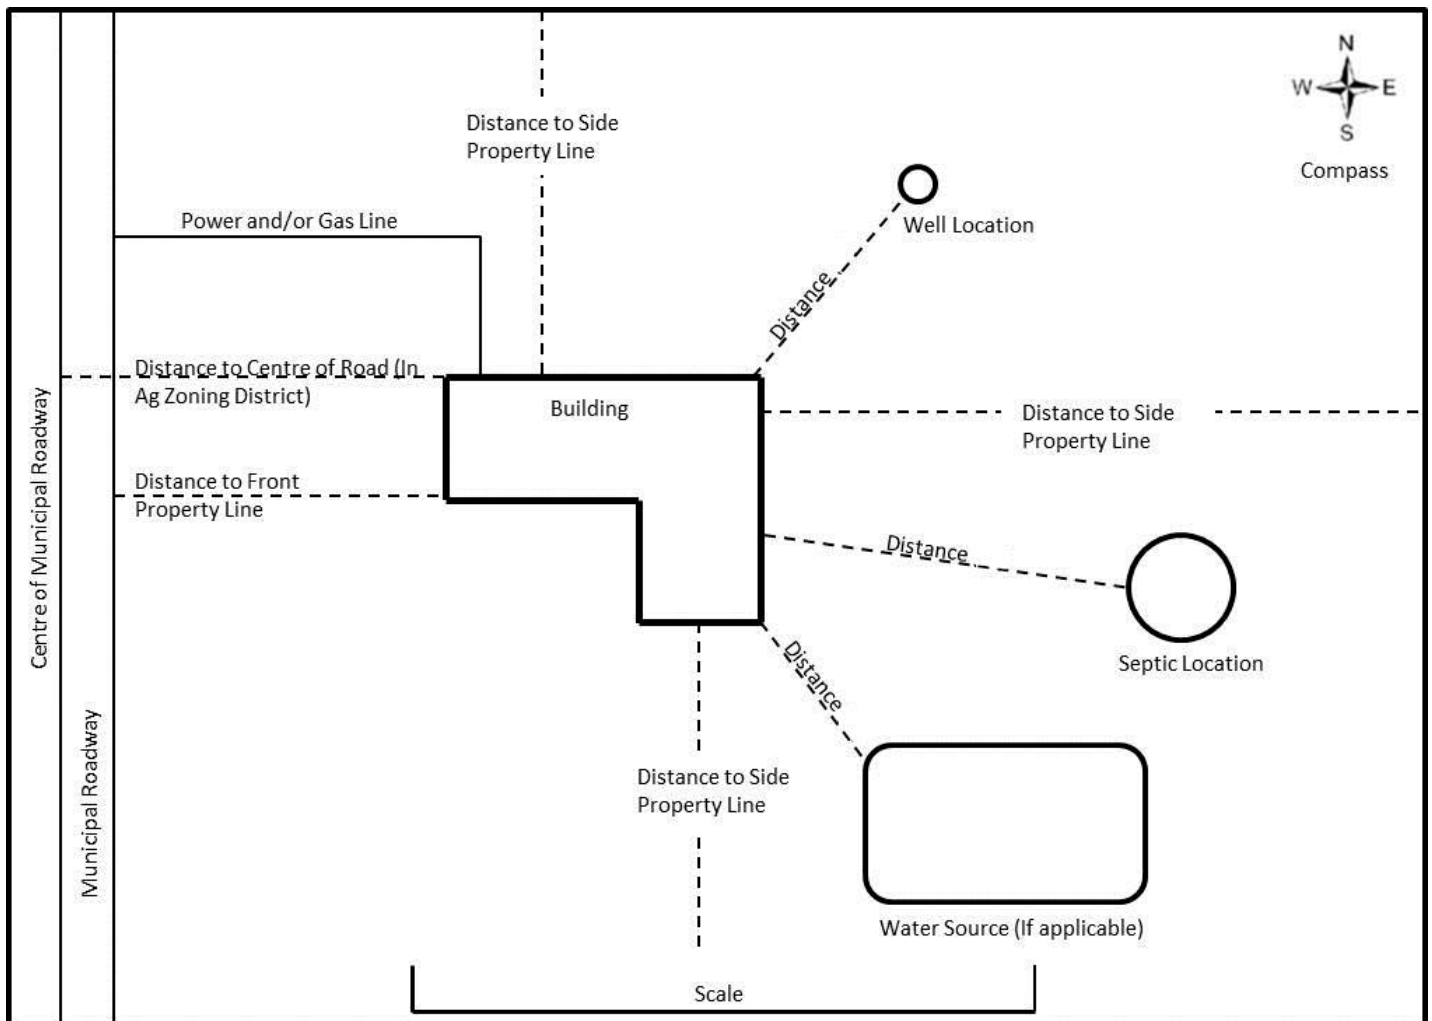 N
W E
S
Compass
Distance to Side
Property Line
Well Location
Power and/or Gas Line
Distance
Distance to Centre of Road (In
Ag Zoning District)
Building
Distance to Side
Property Line
Distance to Front
Property Line
Distance
Centre of Municipal Roadway
Municipal Roadway
Septic Location
Distance
Distance to Side
Property Line
Water Source (If applicable)
Scale